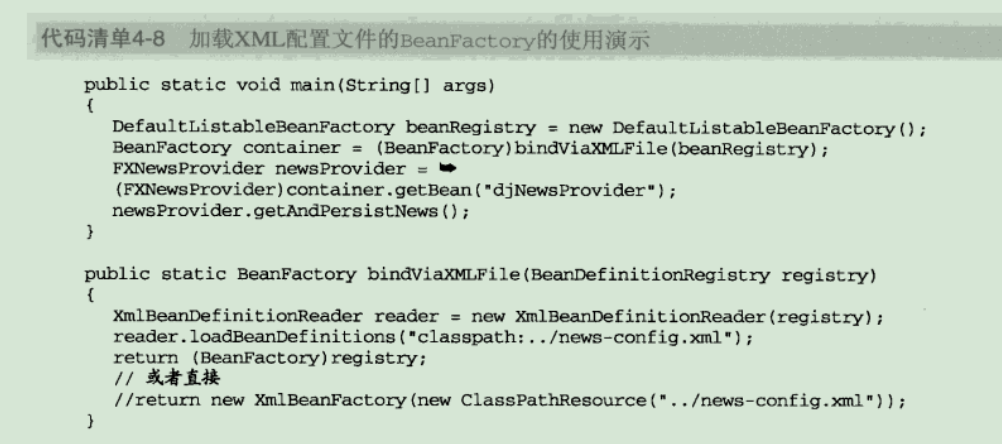 代码清单4-8 加载XML配置文件的BeanFactory的使用演示
public static void main(String[] args)
{
DefaultListableBeanFactory beanRegistry = new DefaultListableBeanFactory();
BeanFactory container = (BeanFactory)bindViaXMLFile(beanRegistry);
FXNewsProvider newsProvider = ➥
(FXNewsProvider)container.getBean("djNewsProvider");
newsProvider.getAndPersistNews();
}
public static BeanFactory bindViaXMLFile(BeanDefinitionRegistry registry)
{
XmlBeanDefinitionReader reader = new XmlBeanDefinitionReader(registry);
reader.loadBeanDefinitions("classpath:../news-config.xml");
return (BeanFactory)registry;
// 或者直接
//return new XmlBeanFactory(new ClassPathResource("../news-config.xml"));
}